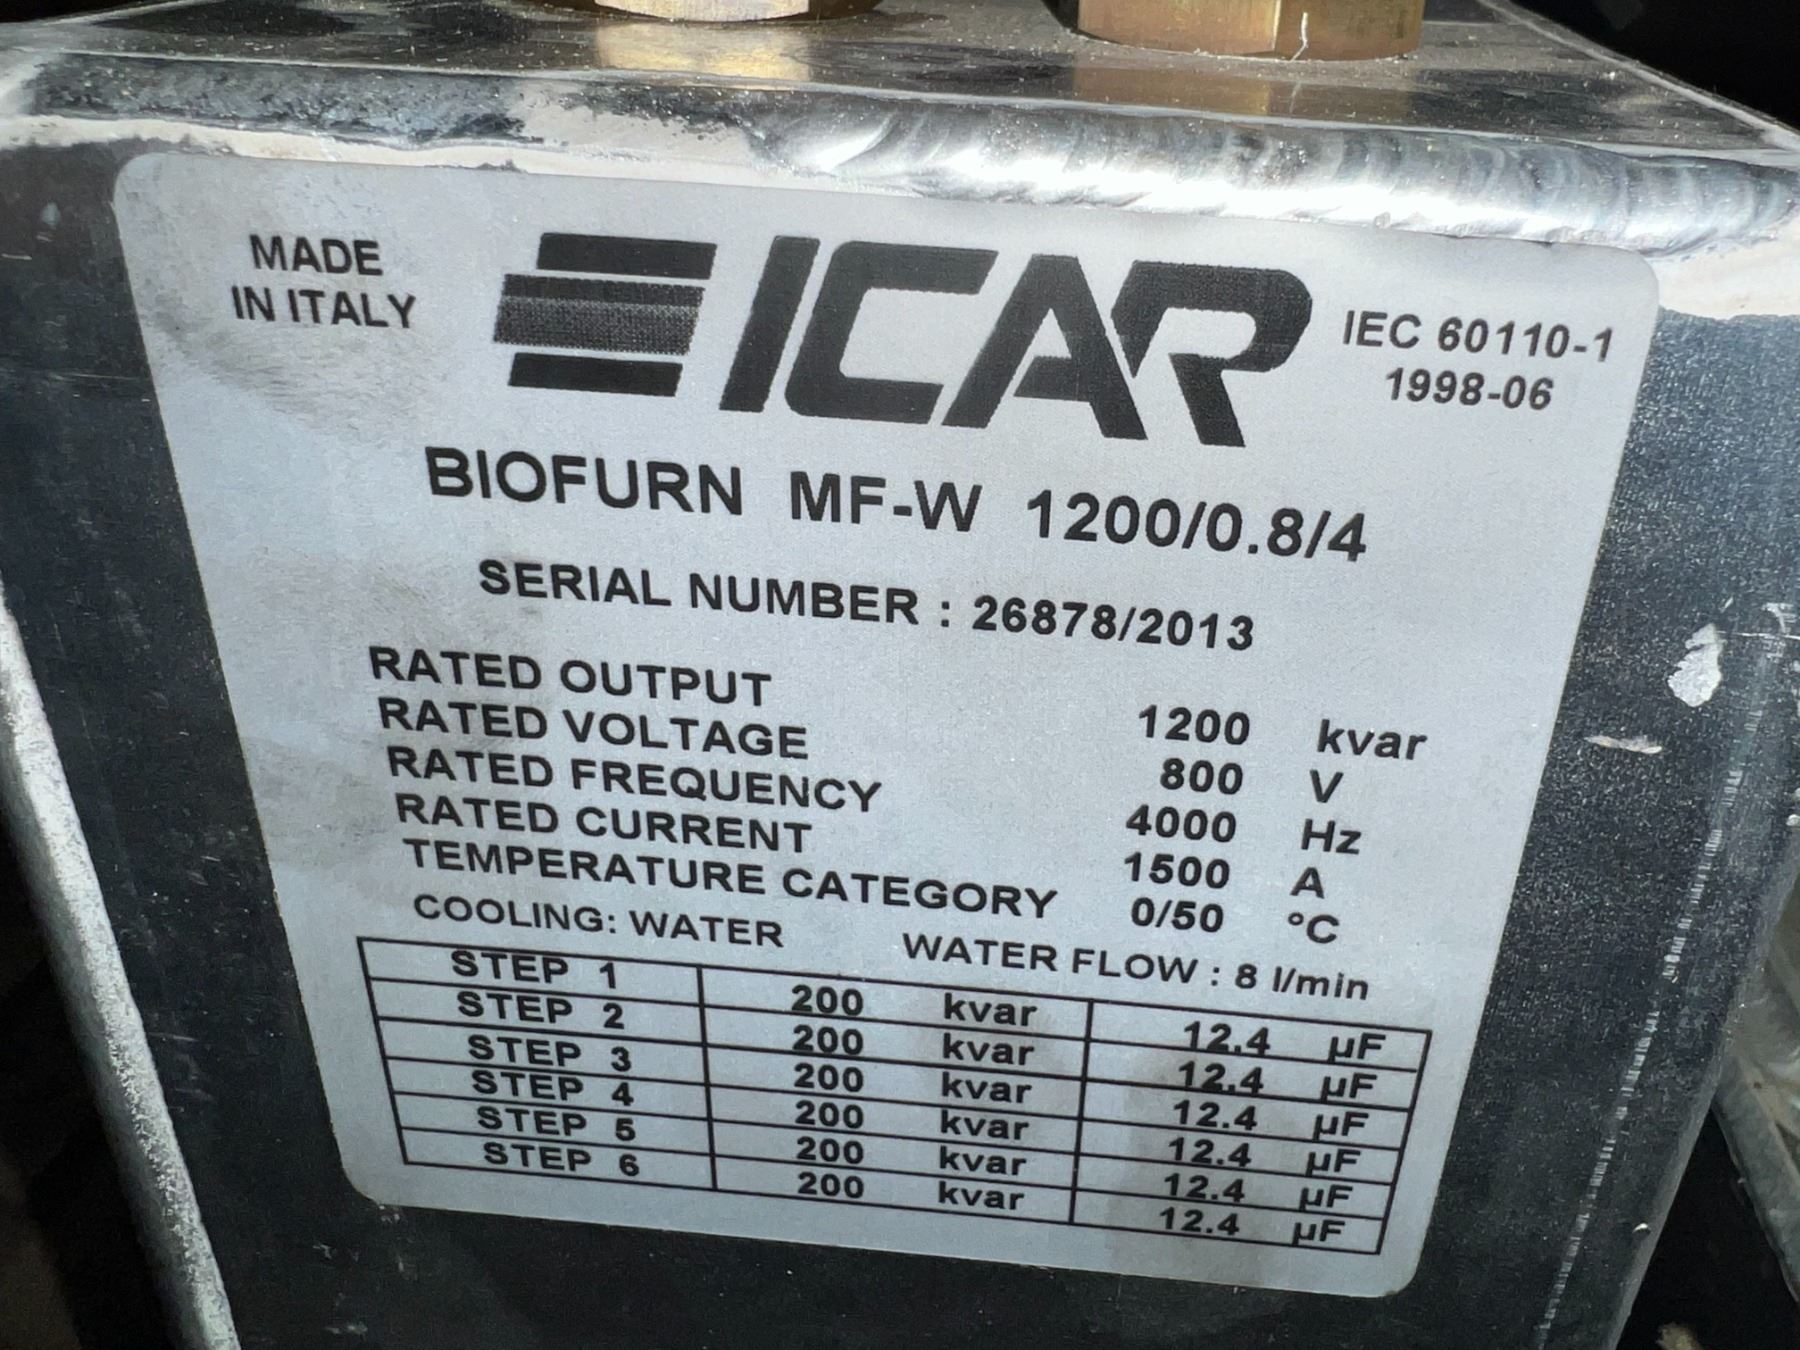 MADE
IN ITALY
ICAR
IEC 60110-1
1998-06
BIOFURN MF-W 1200/0.8/4
SERIAL NUMBER : 26878/2013
RATED OUTPUT 1200 kvar
RATED VOLTAGE 800 V
RATED FREQUENCY 4000 Hz
RATED CURRENT 1500 A
TEMPERATURE CATEGORY 0/50 °C
COOLING: WATER WATER FLOW : 8 l/min
STEP 1 200 kvar 12.4 µF
STEP 2 200 kvar 12.4 µF
STEP 3 200 kvar 12.4 µF
STEP 4 200 kvar 12.4 µF
STEP 5 200 kvar 12.4 µF
STEP 6 200 kvar 12.4 µF